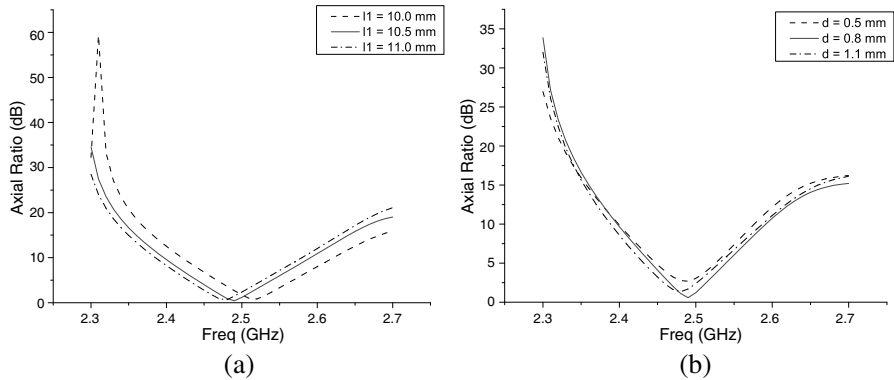 l1 = 10.0 mm
l1 = 10.5 mm
l1 = 11.0 mm
60
50
40
30
20
10
0
Axial Ratio (dB)
2.3 2.4 2.5 2.6 2.7
Freq (GHz)
(a)
d = 0.5 mm
d = 0.8 mm
d = 1.1 mm
35
30
25
20
15
10
5
0
Axial Ratio (dB)
2.3 2.4 2.5 2.6 2.7
Freq (GHz)
(b)